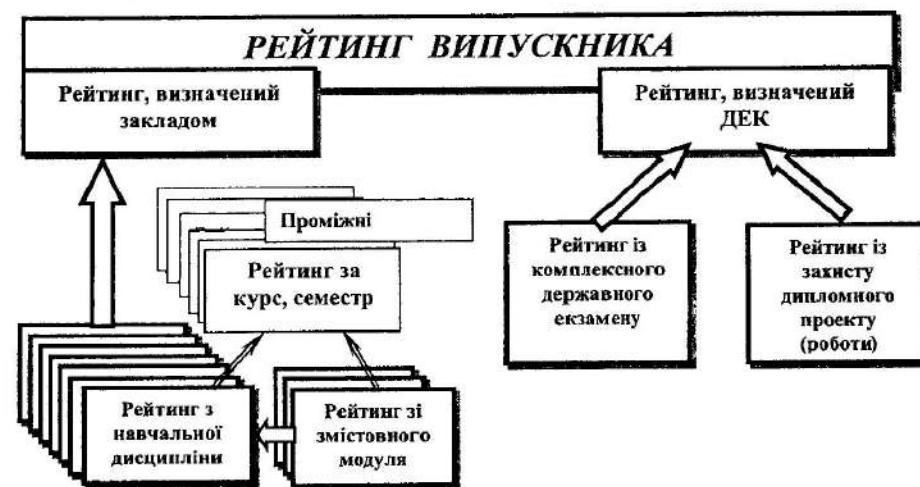 РЕЙТИНГ ВИПУСКНИКА
Рейтинг, визначений
закладом
Рейтинг, визначений
ДЕК
Проміжні
Рейтинг за
курс, семестр
Рейтинг із
комплексного
державного
екзамену
Рейтинг із
захисту
дипломного
проекту
(роботи)
Рейтинг з
навчальної
дисципліни
Рейтинг зі
змістовного
модуля